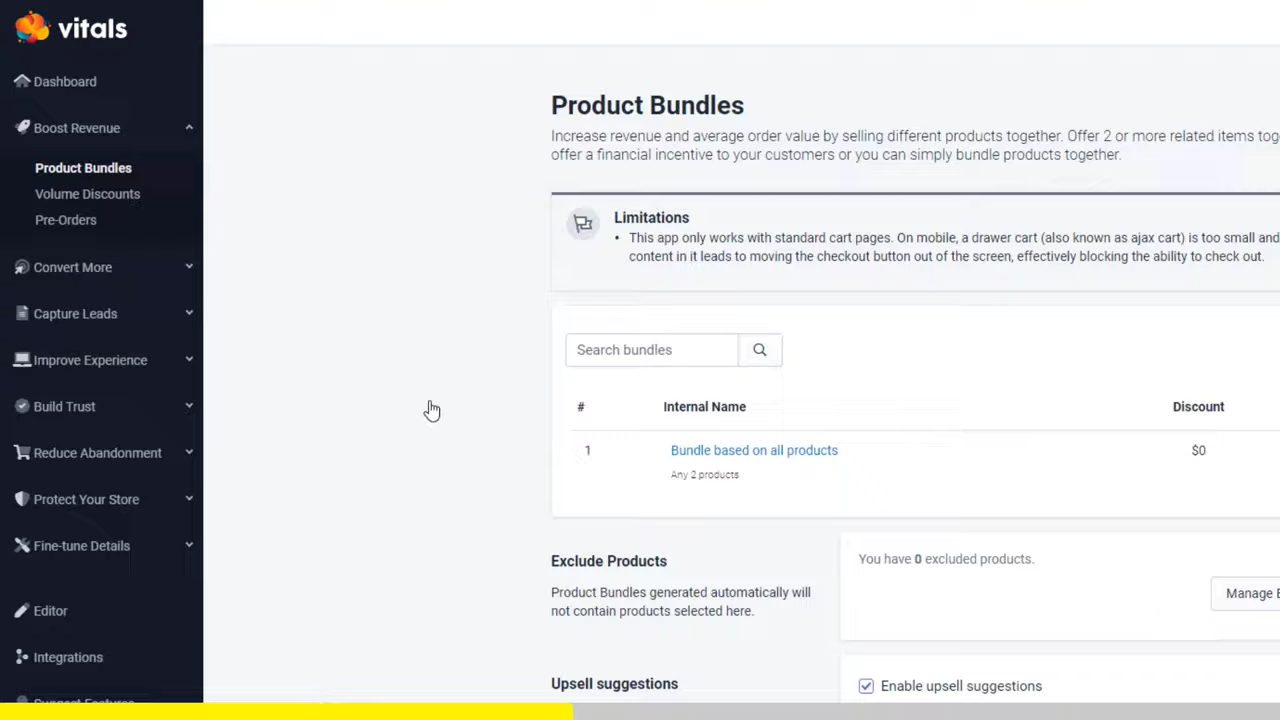 vitals
Dashboard
Boost Revenue
Product Bundles
Volume Discounts
Pre-Orders
Convert More
Capture Leads
Improve Experience
Build Trust
Reduce Abandonment
Protect Your Store
Fine-tune Details
Editor
Integrations
Suggest Features
Product Bundles
Increase revenue and average order value by selling different products together. Offer 2 or more related items tog
offer a financial incentive to your customers or you can simply bundle products together.
Limitations
• This app only works with standard cart pages. On mobile, a drawer cart (also known as ajax cart) is too small and
content in it leads to moving the checkout button out of the screen, effectively blocking the ability to check out.
Search bundles
# Internal Name Discount
1 Bundle based on all products $0
Any 2 products
Exclude Products
Product Bundles generated automatically will
not contain products selected here.
You have 0 excluded products.
Manage E
Upsell suggestions
Enable upsell suggestions